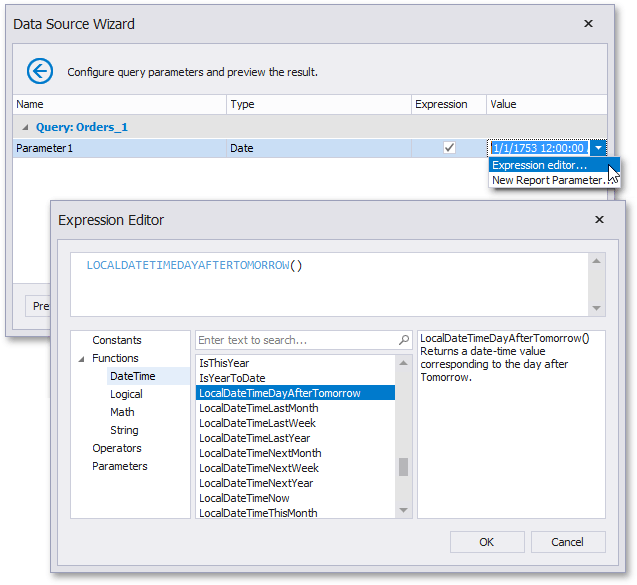 Data Source Wizard
Configure query parameters and preview the result.
Name Type Expression Value
Query: Orders_1
Parameter1 Date 1/1/1753 12:00:00
Expression editor...
New Report Parameter...
Expression Editor
LOCALDATETIMEDAYAFTERTOMORROW()
Pre
Constants
Functions
DateTime
Logical
Math
String
Operators
Parameters
Enter text to search...
IsThisYear
IsYearToDate
LocalDateTimeDayAfterTomorrow
LocalDateTimeLastMonth
LocalDateTimeLastWeek
LocalDateTimeLastYear
LocalDateTimeNextMonth
LocalDateTimeNextWeek
LocalDateTimeNextYear
LocalDateTimeNow
LocalDateTimeThisMonth
LocalDateTimeDayAfterTomorrow()
Returns a date-time value
corresponding to the day after
Tomorrow.
OK Cancel